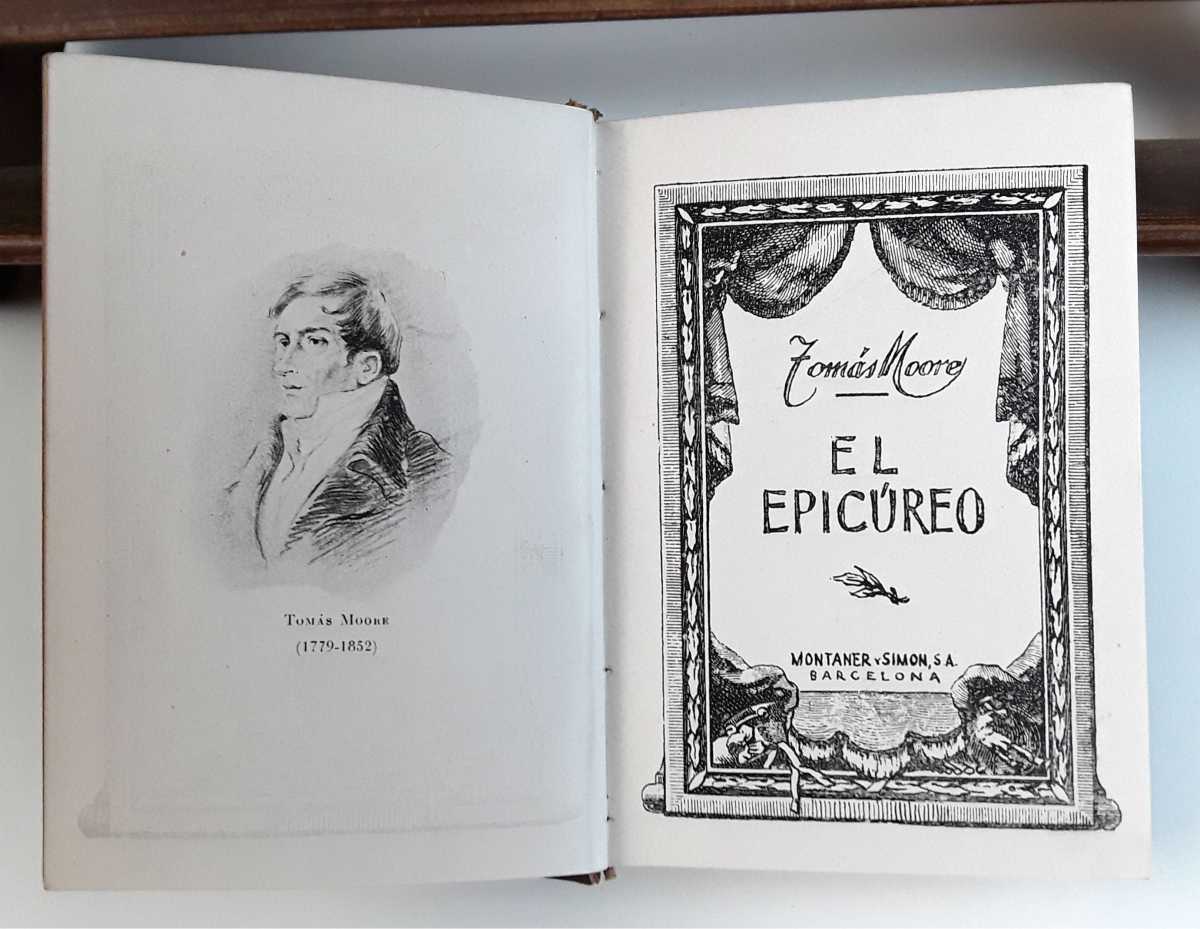 Tomás Moore
(1779-1852)
Tomás Moore
EL
EPICÚREO
MONTANER Y SIMON, S.A.
BARCELONA